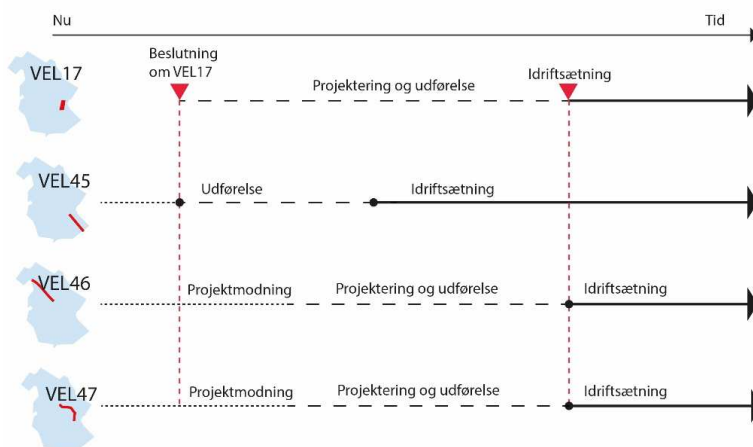 Nu
Tid
VEL17
Beslutning
om VEL17
Projektering og udførelse
Idriftsætning
VEL45
Udførelse
Idriftsætning
VEL46
Projektmodning
Projektering og udførelse
Idriftsætning
VEL47
Projektmodning
Projektering og udførelse
Idriftsætning